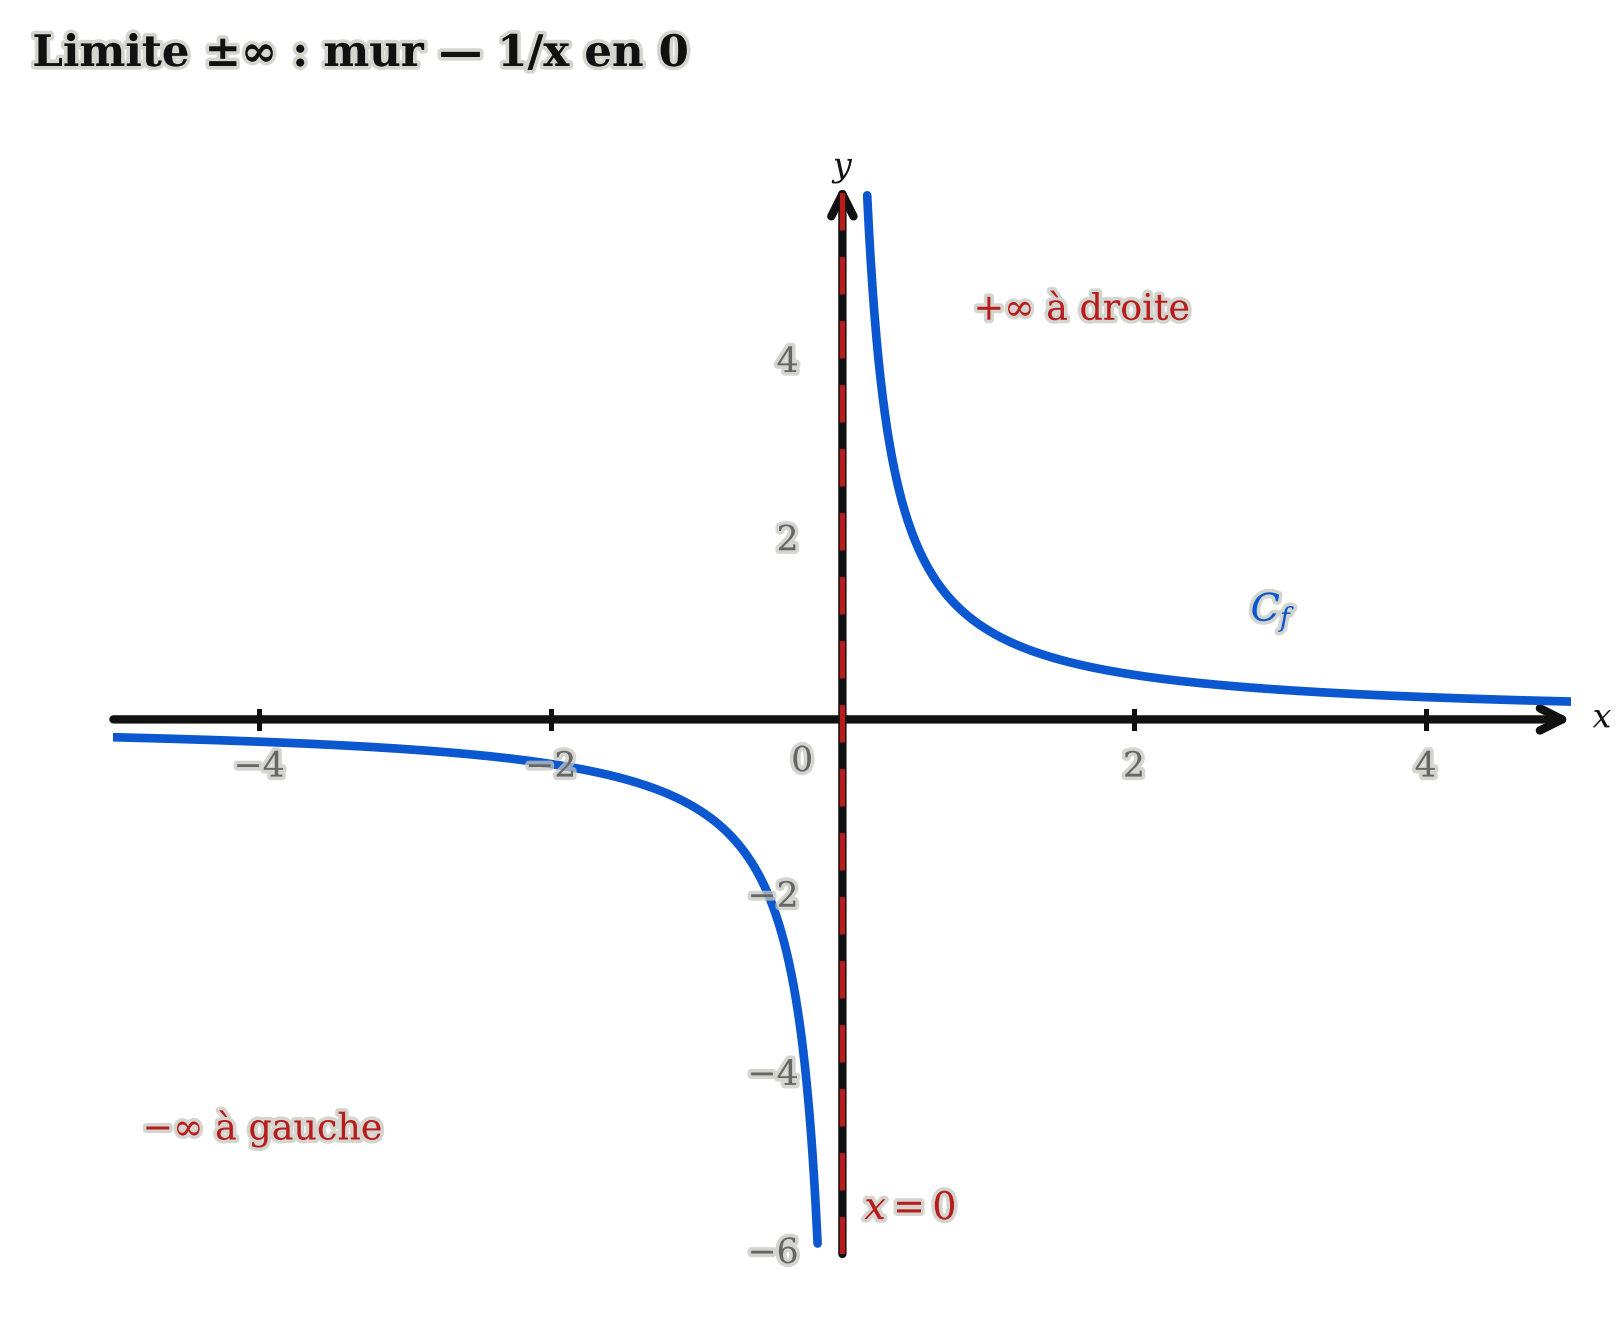 Limite ±∞ : mur — 1/x en 0
y
+∞ à droite
4
2
C_f
x
−4
−2
0
2
4
−2
−4
−∞ à gauche
x = 0
−6